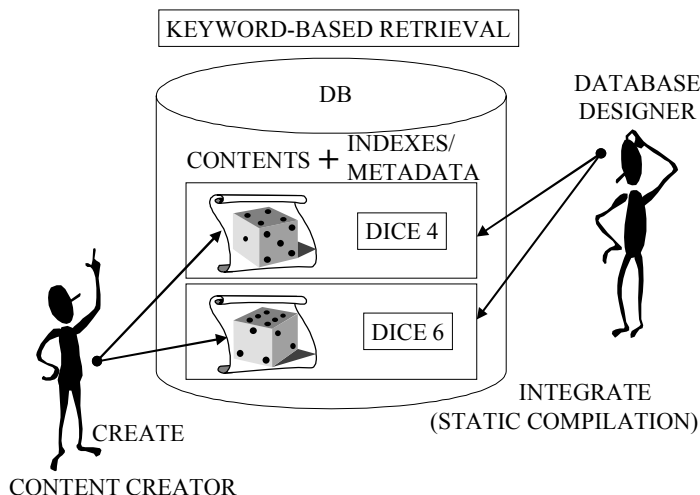 KEYWORD-BASED RETRIEVAL
DB
DATABASE
DESIGNER
CONTENTS + INDEXES/
METADATA
DICE 4
DICE 6
INTEGRATE
(STATIC COMPILATION)
CREATE
CONTENT CREATOR